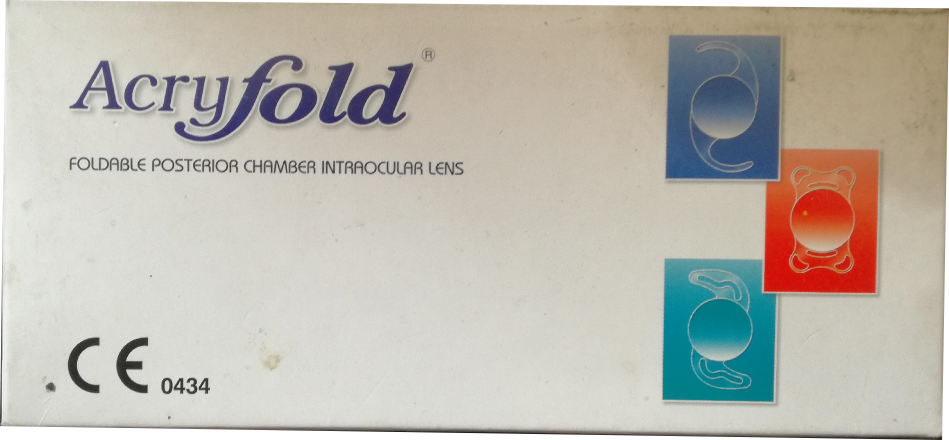 Acryfold®
FOLDABLE POSTERIOR CHAMBER INTRAOCULAR LENS
CE 0434